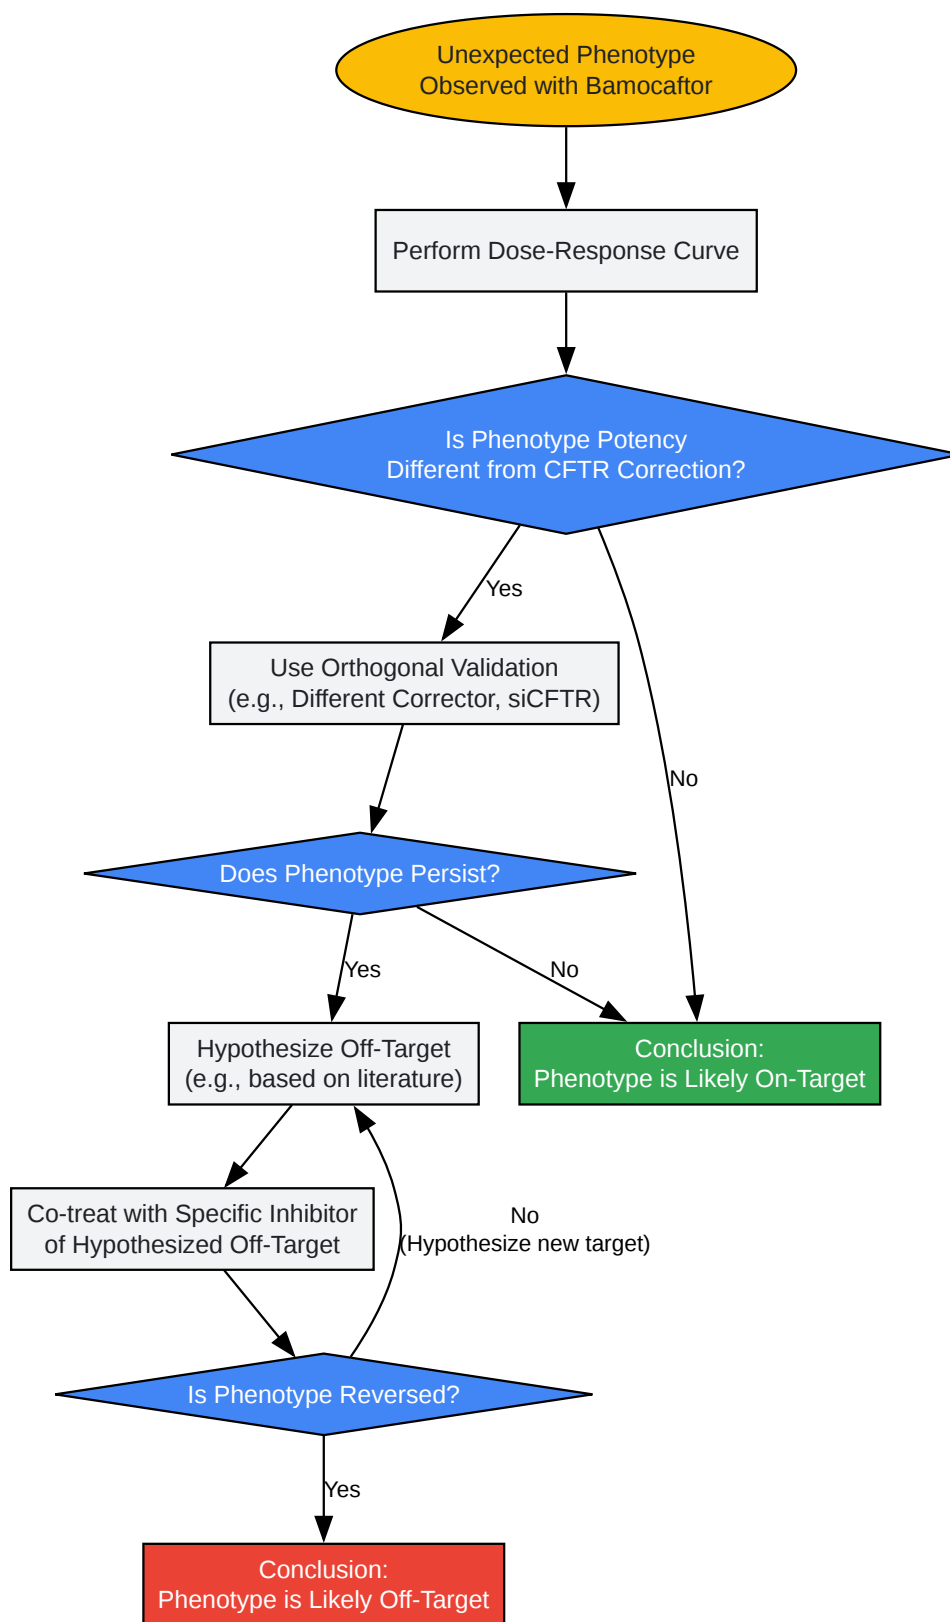 Unexpected Phenotype
Observed with Bamocaftor
Perform Dose-Response Curve
Is Phenotype Potency
Different from CFTR Correction?
Yes
Use Orthogonal Validation
(e.g., Different Corrector, siCFTR)
No
Does Phenotype Persist?
Yes
No
Hypothesize Off-Target
(e.g., based on literature)
Conclusion:
Phenotype is Likely On-Target
Co-treat with Specific Inhibitor
of Hypothesized Off-Target
No
(Hypothesize new target)
Is Phenotype Reversed?
Yes
Conclusion:
Phenotype is Likely Off-Target